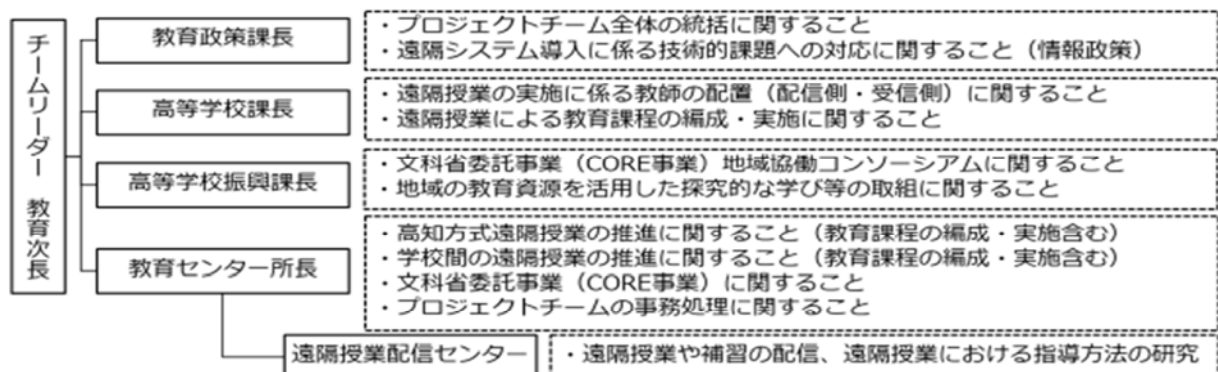 チームリーダー　教育次長
教育政策課長
・プロジェクトチーム全体の統括に関すること
・遠隔システム導入に係る技術的課題への対応に関すること（情報政策）
高等学校課長
・遠隔授業の実施に係る教師の配置（配信側・受信側）に関すること
・遠隔授業による教育課程の編成・実施に関すること
高等学校振興課長
・文科省委託事業（CORE事業）地域協働コンソーシアムに関すること
・地域の教育資源を活用した探究的な学び等の取組に関すること
教育センター所長
・高知方式遠隔授業の推進に関すること（教育課程の編成・実施含む）
・学校間の遠隔授業の推進に関すること（教育課程の編成・実施含む）
・文科省委託事業（CORE事業）に関すること
・プロジェクトチームの事務処理に関すること
遠隔授業配信センター
・遠隔授業や補習の配信、遠隔授業における指導方法の研究